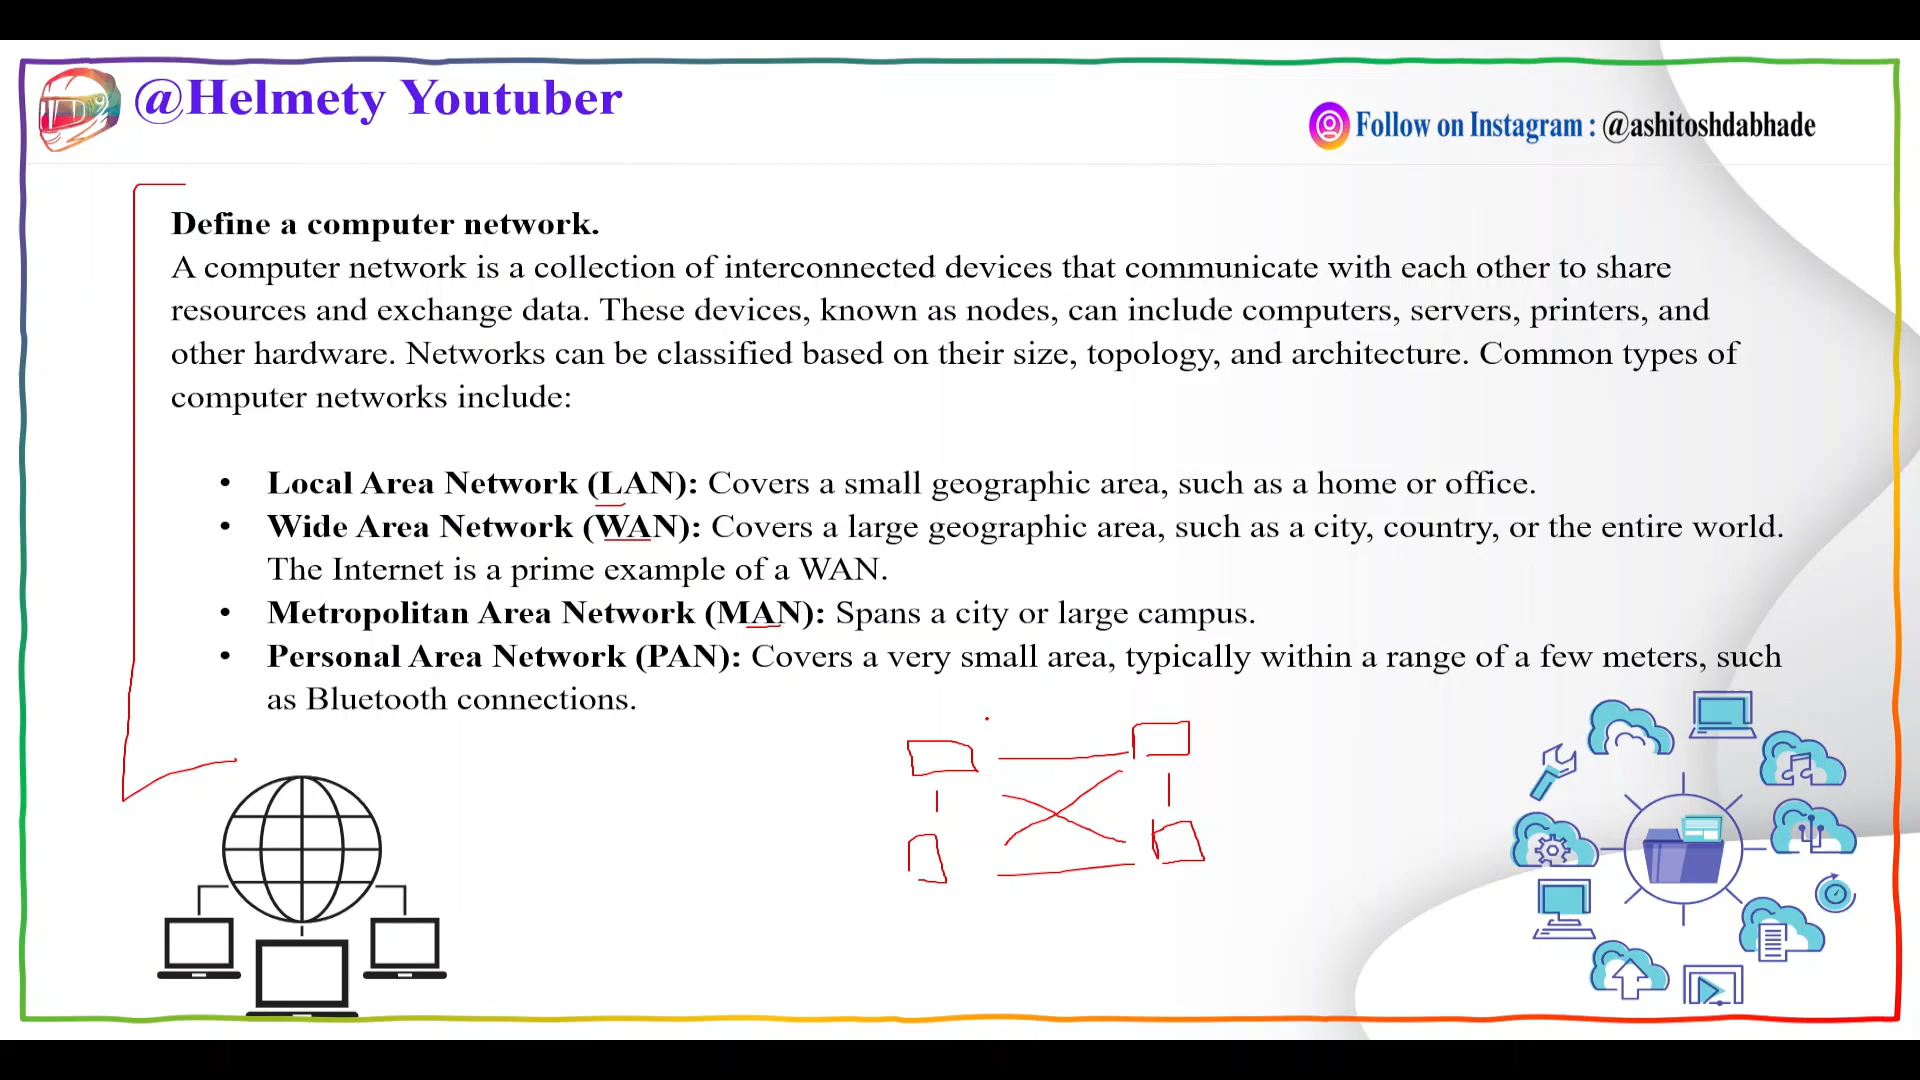 @Helmety Youtuber
Follow on Instagram : @ashitoshdabhade
Define a computer network.
A computer network is a collection of interconnected devices that communicate with each other to share
resources and exchange data. These devices, known as nodes, can include computers, servers, printers, and
other hardware. Networks can be classified based on their size, topology, and architecture. Common types of
computer networks include:
• Local Area Network (LAN): Covers a small geographic area, such as a home or office.
• Wide Area Network (WAN): Covers a large geographic area, such as a city, country, or the entire world.
The Internet is a prime example of a WAN.
• Metropolitan Area Network (MAN): Spans a city or large campus.
• Personal Area Network (PAN): Covers a very small area, typically within a range of a few meters, such
as Bluetooth connections.